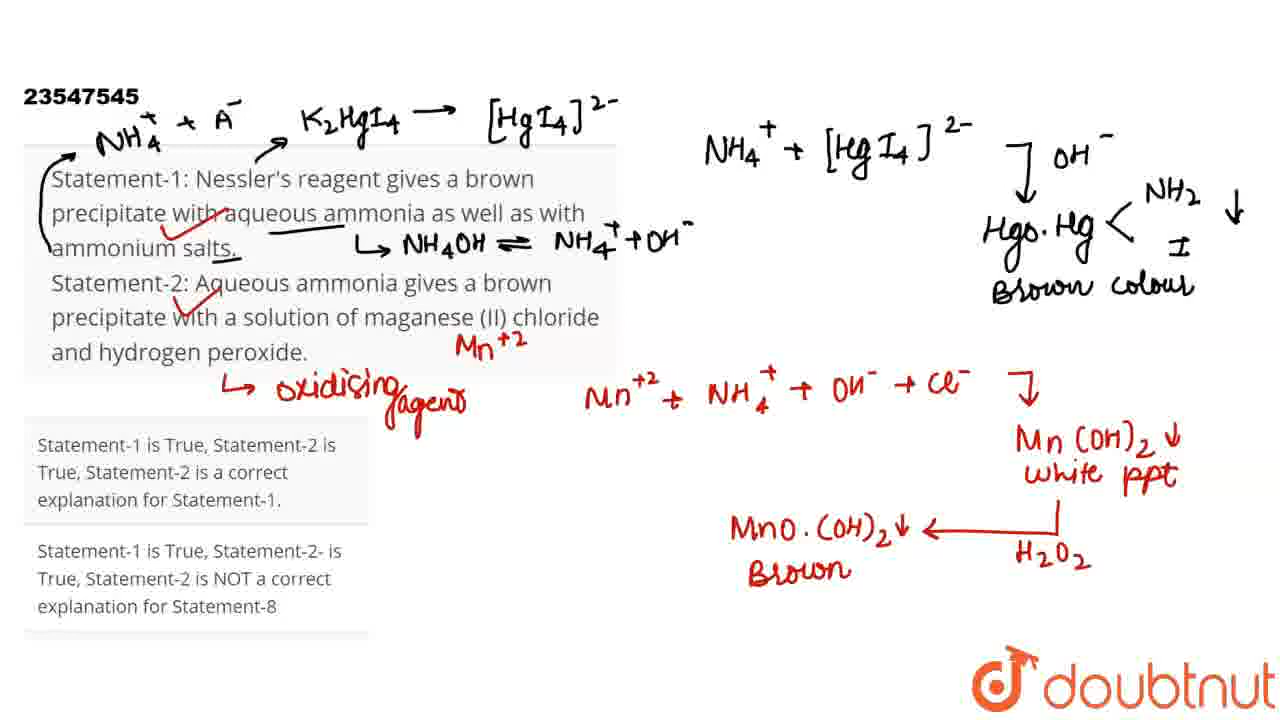 23547545
NH4+ + A-
K2HgI4 → [HgI4]2-
NH4+ + [HgI4]2-
OH-
HgO.Hg
NH2 ↓
I
Brown colour
Statement-1: Nessler's reagent gives a brown
precipitate with aqueous ammonia as well as with
ammonium salts.
NH4OH ⇌ NH4+ + OH-
Statement-2: Aqueous ammonia gives a brown
precipitate with a solution of maganese (II) chloride
and hydrogen peroxide.
Mn+2
oxidising agent
Mn+2 + NH4+ + OH- + Cl-
Mn(OH)2 ↓
White ppt
H2O2
MnO.(OH)2 ↓
Brown
Statement-1 is True, Statement-2 is
True, Statement-2 is a correct
explanation for Statement-1.
Statement-1 is True, Statement-2- is
True, Statement-2 is NOT a correct
explanation for Statement-8
doubtnut